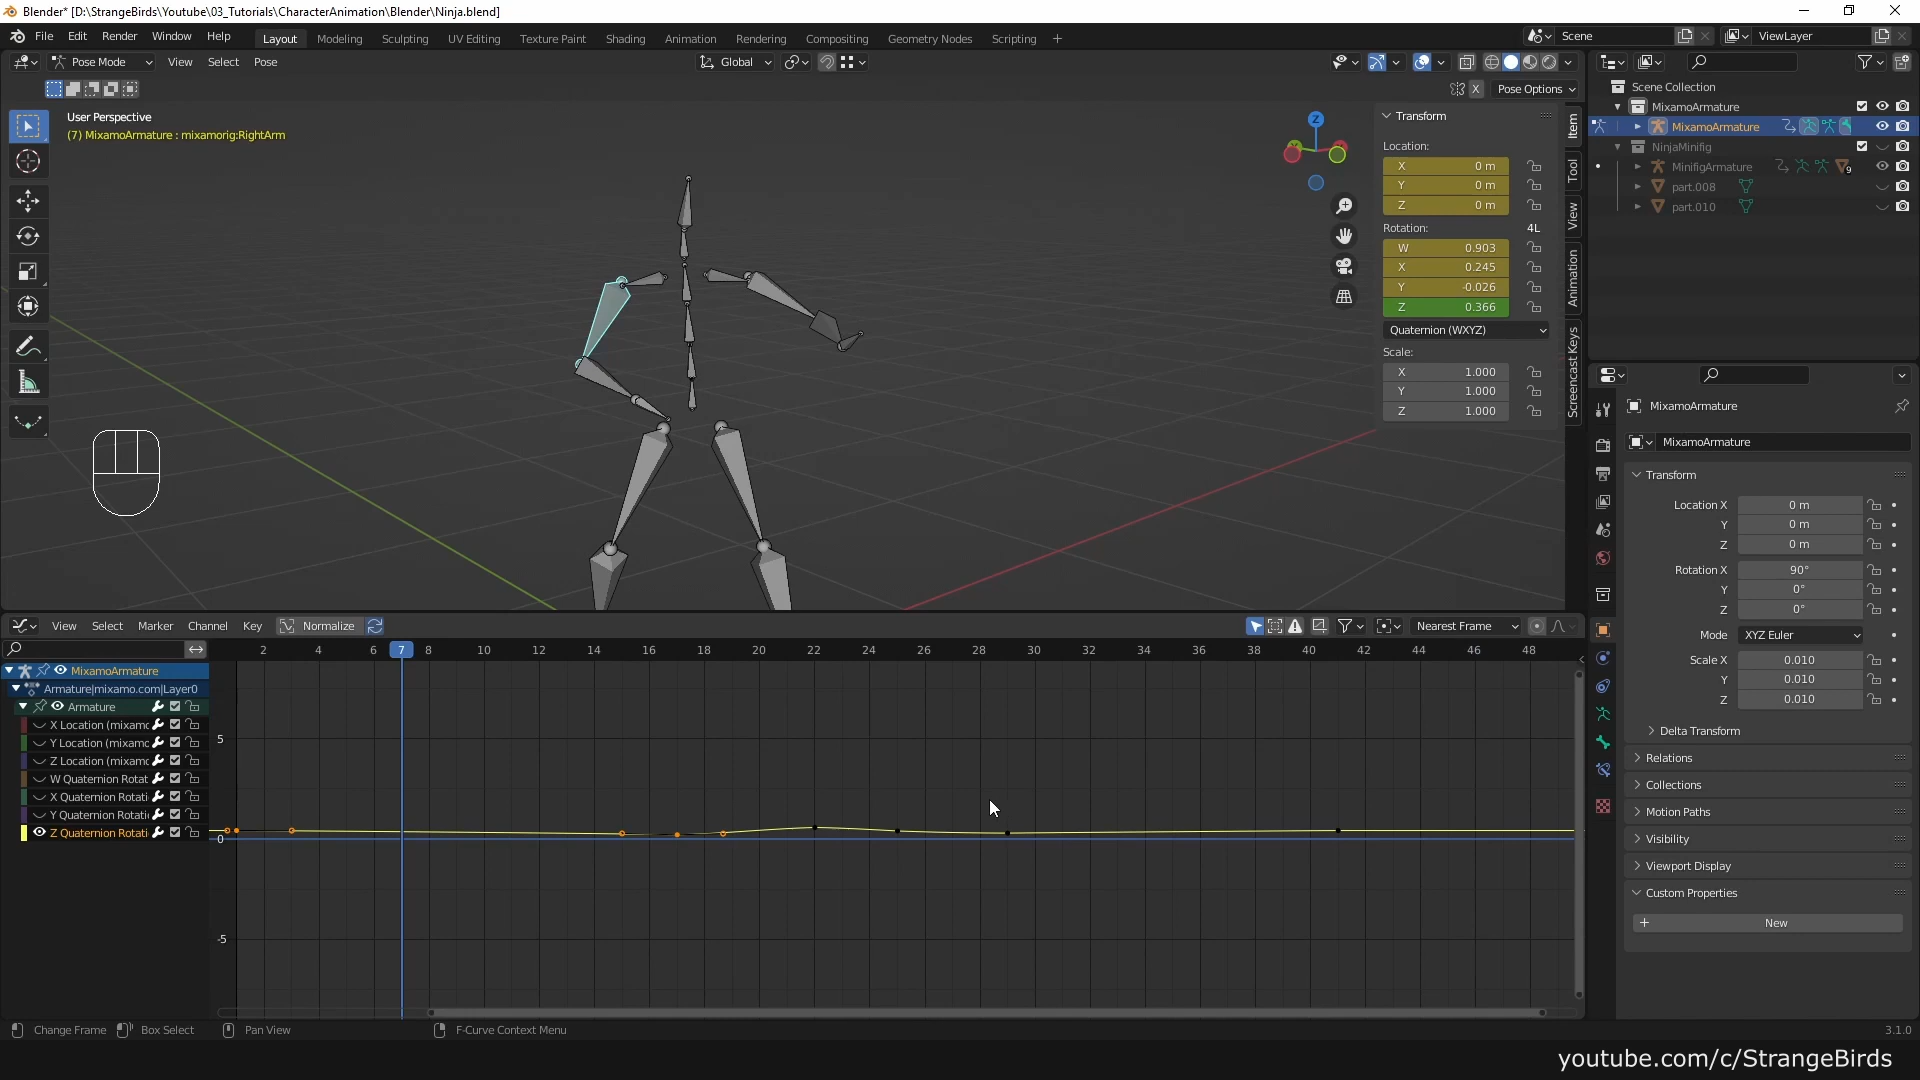 Blender* [D:\StrangeBirds\Youtube\03_Tutorials\CharacterAnimation\Blender\Ninja.blend]
File Edit Render Window Help Layout Modeling Sculpting UV Editing Texture Paint Shading Animation Rendering Compositing Geometry Nodes Scripting + Scene ViewLayer
Pose Mode View Select Pose Global
X Pose Options
User Perspective
(7) MixamoArmature : mixamorig:RightArm
Z
Transform
Location:
X 0 m
Y 0 m
Z 0 m
Rotation: 4L
W 0.903
X 0.245
Y -0.026
Z 0.366
Quaternion (WXYZ)
Scale:
X 1.000
Y 1.000
Z 1.000
Item
Tool
View
Animation
Screencast Keys
Scene Collection
MixamoArmature
MixamoArmature
NinjaMinifig
MinifigArmature 9
part.008
part.010
MixamoArmature
MixamoArmature
Transform
Location X 0 m
Y 0 m
Z 0 m
Rotation X 90°
Y 0°
Z 0°
Mode XYZ Euler
Scale X 0.010
Y 0.010
Z 0.010
Delta Transform
Relations
Collections
Motion Paths
Visibility
Viewport Display
Custom Properties
+ New
View Select Marker Channel Key Normalize Nearest Frame
2 4 6 7 8 10 12 14 16 18 20 22 24 26 28 30 32 34 36 38 40 42 44 46 48
MixamoArmature
Armature|mixamo.com|Layer0
Armature
X Location (mixamo
Y Location (mixamo
Z Location (mixamo
W Quaternion Rotat
X Quaternion Rotati
Y Quaternion Rotati
Z Quaternion Rotati
5
0
-5
Change Frame Box Select Pan View F-Curve Context Menu 3.1.0
youtube.com/c/StrangeBirds